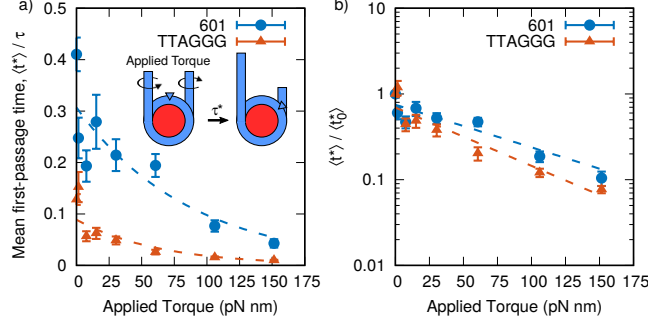 a)
Mean first-passage time, ⟨t*⟩ / τ
0.5
0.4
0.3
0.2
0.1
0
601
TTAGGG
Applied Torque
τ*
0 25 50 75 100 125 150 175
Applied Torque (pN nm)
b)
⟨t*⟩ / ⟨t*0⟩
10
1
0.1
0.01
601
TTAGGG
0 25 50 75 100 125 150 175
Applied Torque (pN nm)